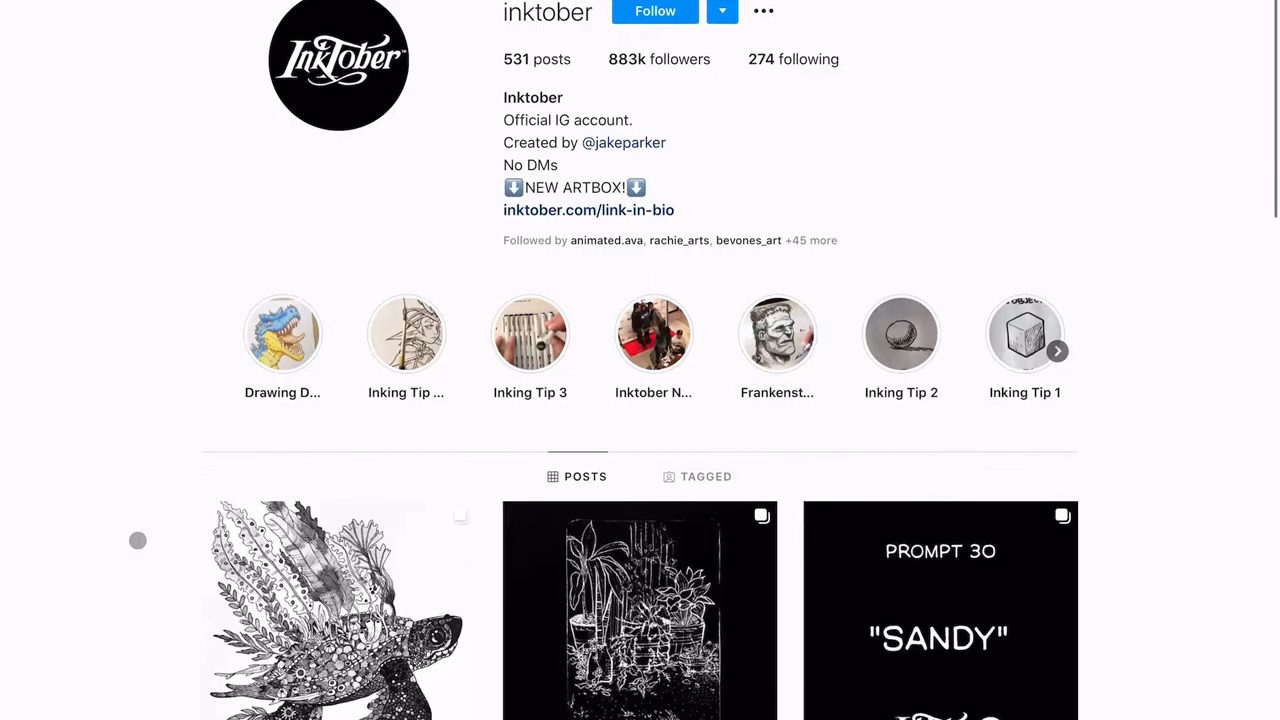 inktober Follow
INKTOBER™
531 posts 883k followers 274 following
Inktober
Official IG account.
Created by @jakeparker
No DMs
⬇️NEW ARTBOX!⬇️
inktober.com/link-in-bio
Followed by animated.ava, rachie_arts, bevones_art +45 more
Drawing D... Inking Tip ... Inking Tip 3 Inktober N... Frankenst... Inking Tip 2 Inking Tip 1
POSTS TAGGED
PROMPT 30
"SANDY"